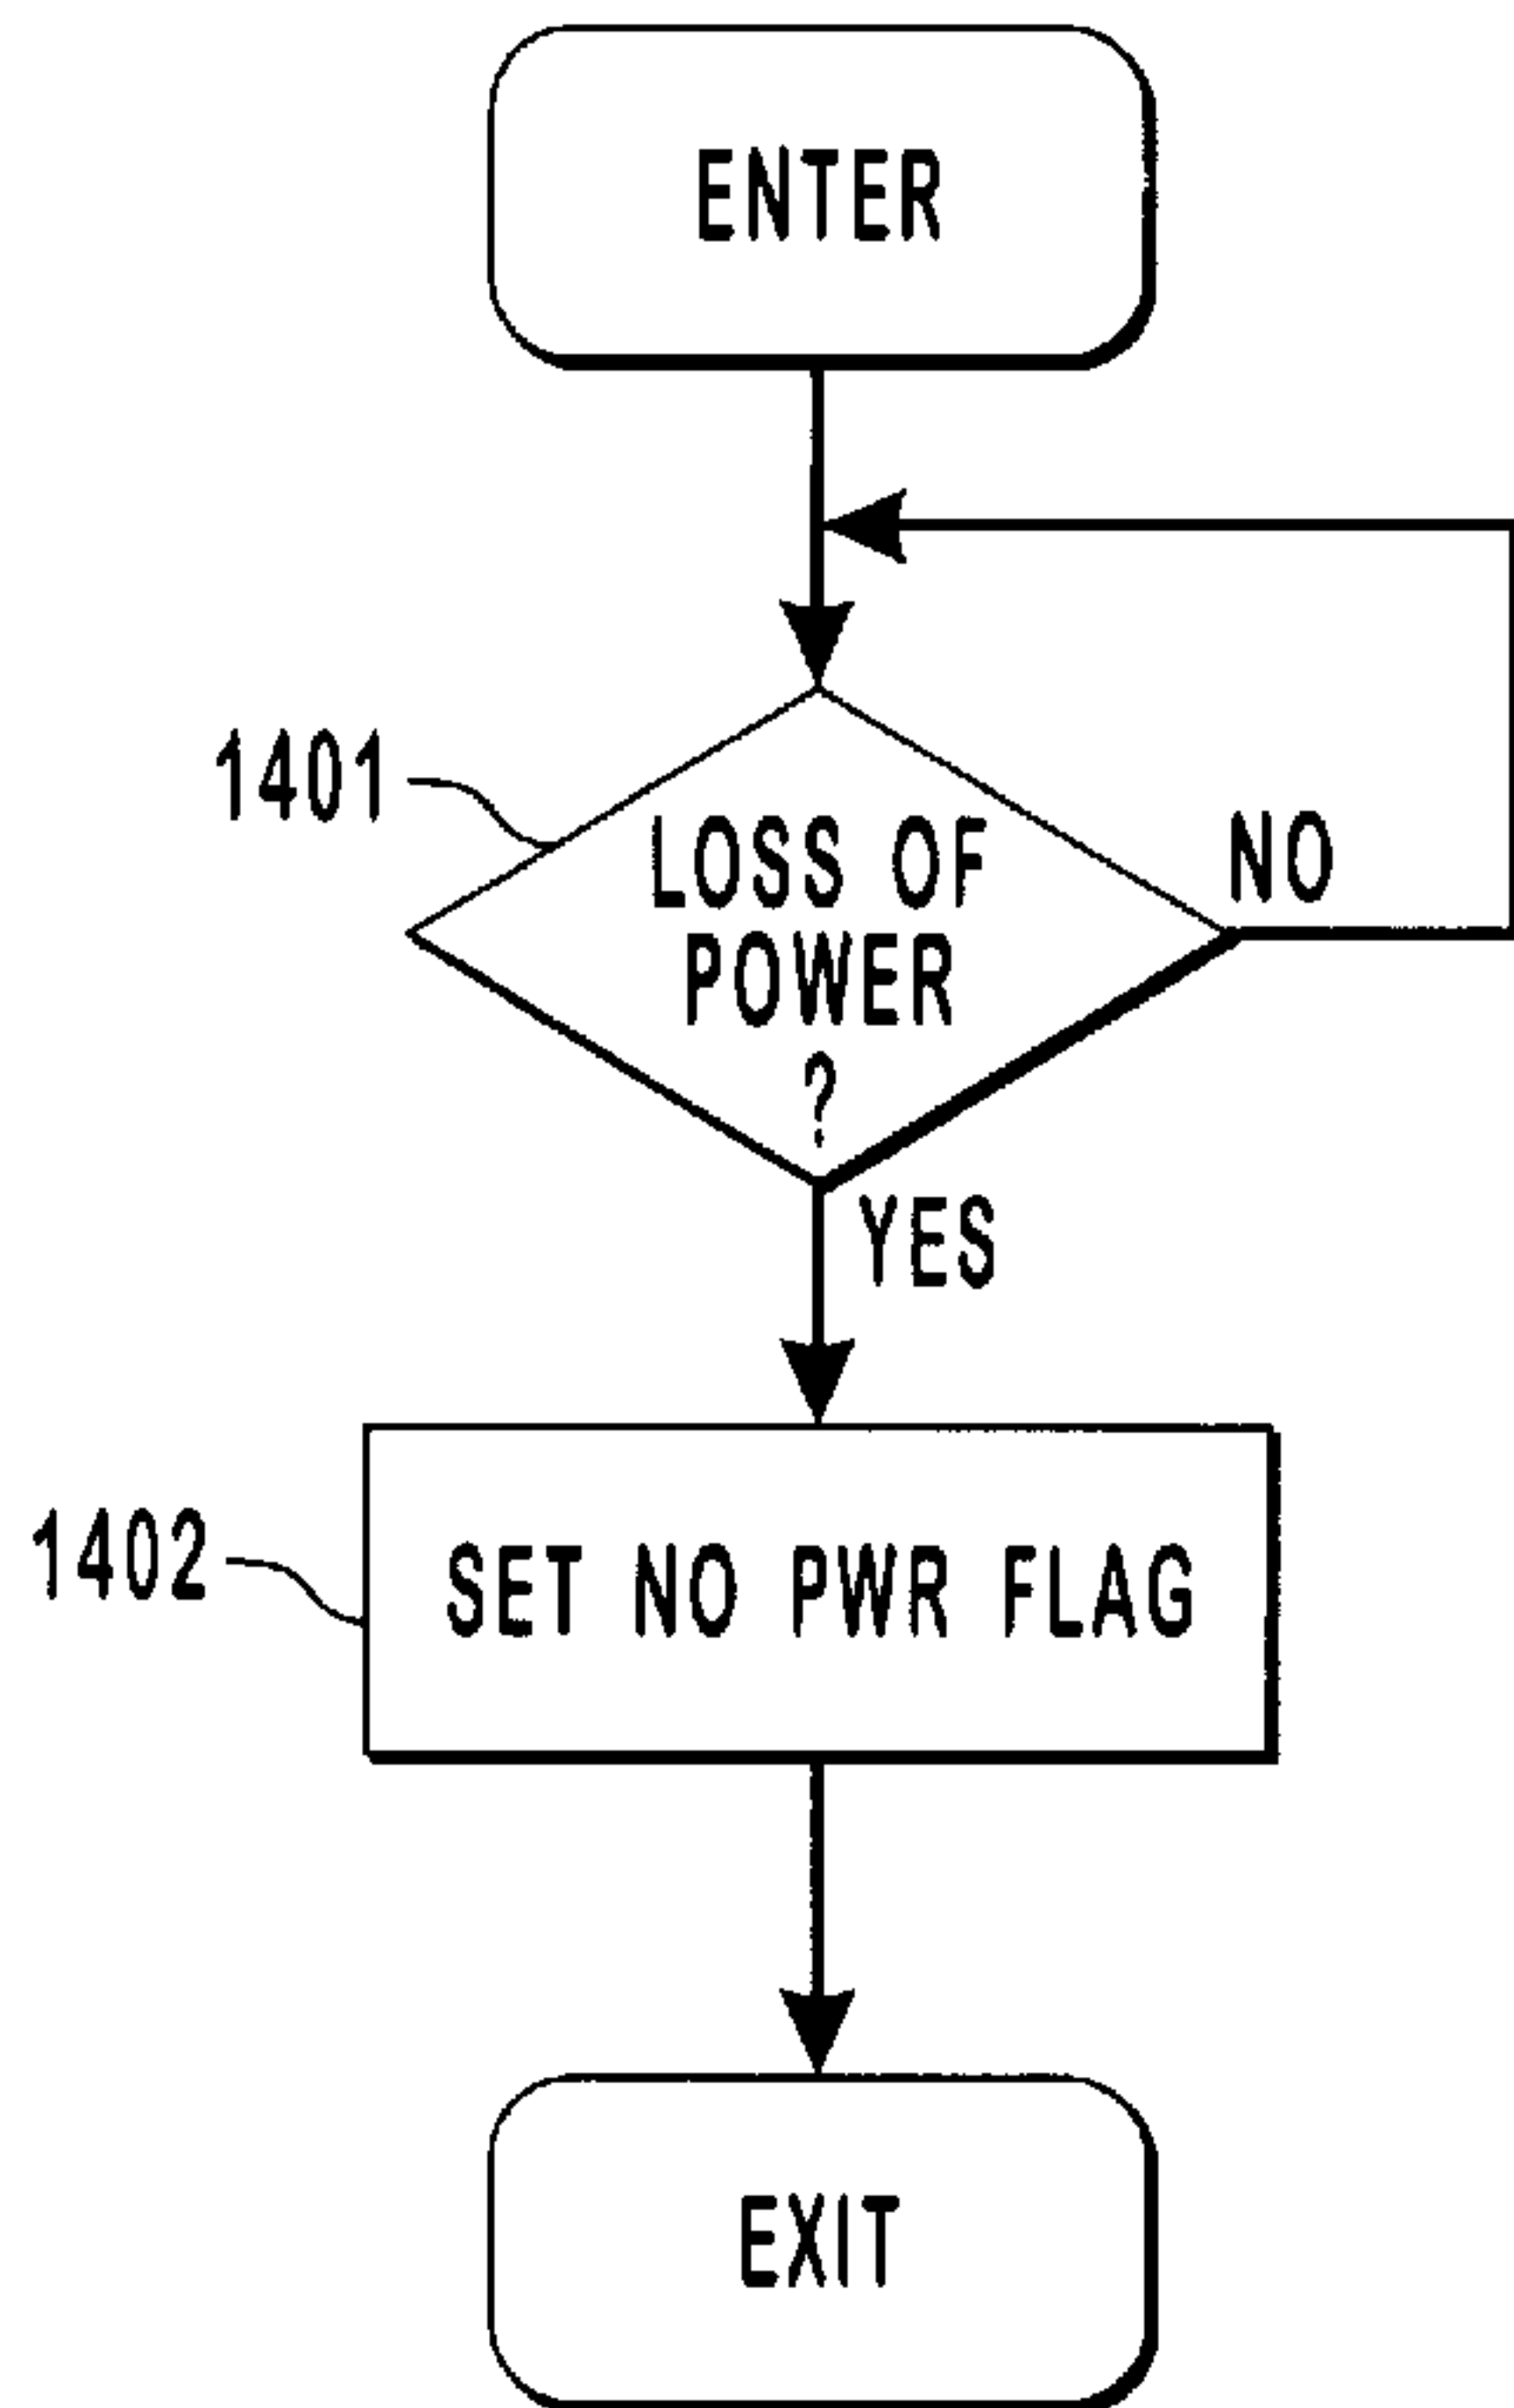 ENTER
1401
LOSS OF
POWER
?
NO
YES
1402
SET NO PWR FLAG
EXIT